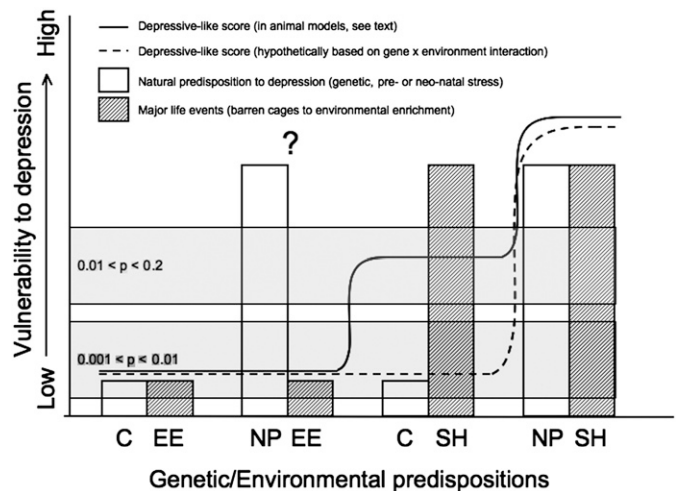 High
Vulnerability to depression
Low
Depressive-like score (in animal models, see text)
Depressive-like score (hypothetically based on gene x environment interaction)
Natural predisposition to depression (genetic, pre- or neo-natal stress)
Major life events (barren cages to environmental enrichment)
?
0.01 < p < 0.2
0.001 < p < 0.01
C EE NP EE C SH NP SH
Genetic/Environmental predispositions